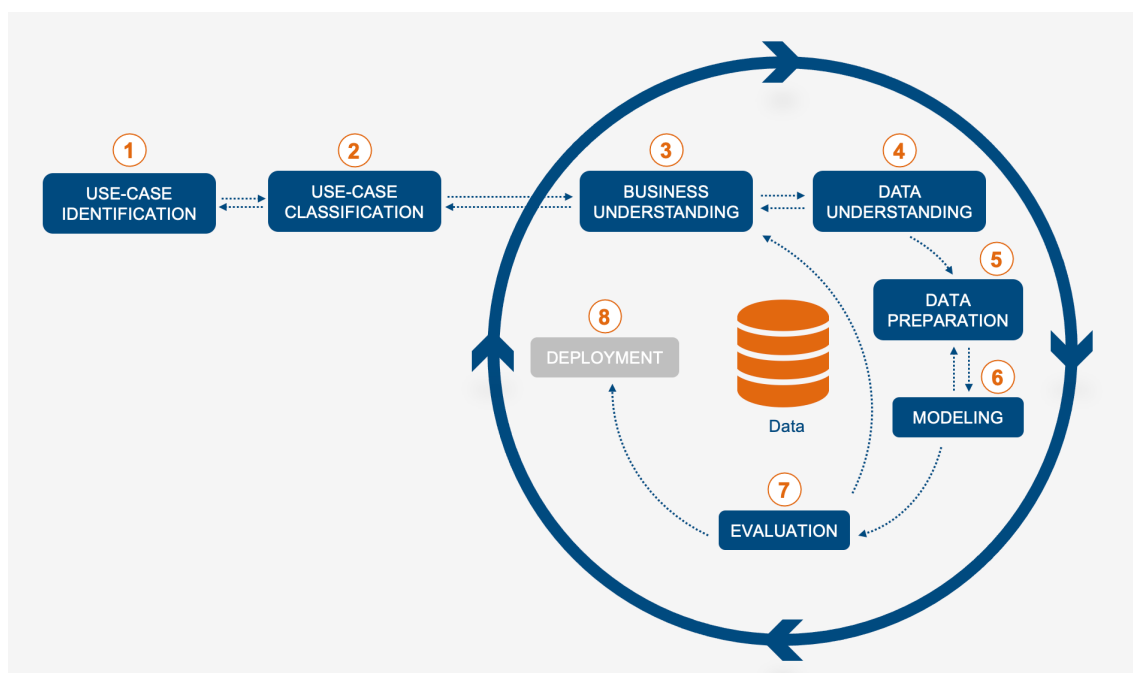 1
USE-CASE
IDENTIFICATION
2
USE-CASE
CLASSIFICATION
3
BUSINESS
UNDERSTANDING
4
DATA
UNDERSTANDING
5
DATA
PREPARATION
6
MODELING
7
EVALUATION
8
DEPLOYMENT
Data